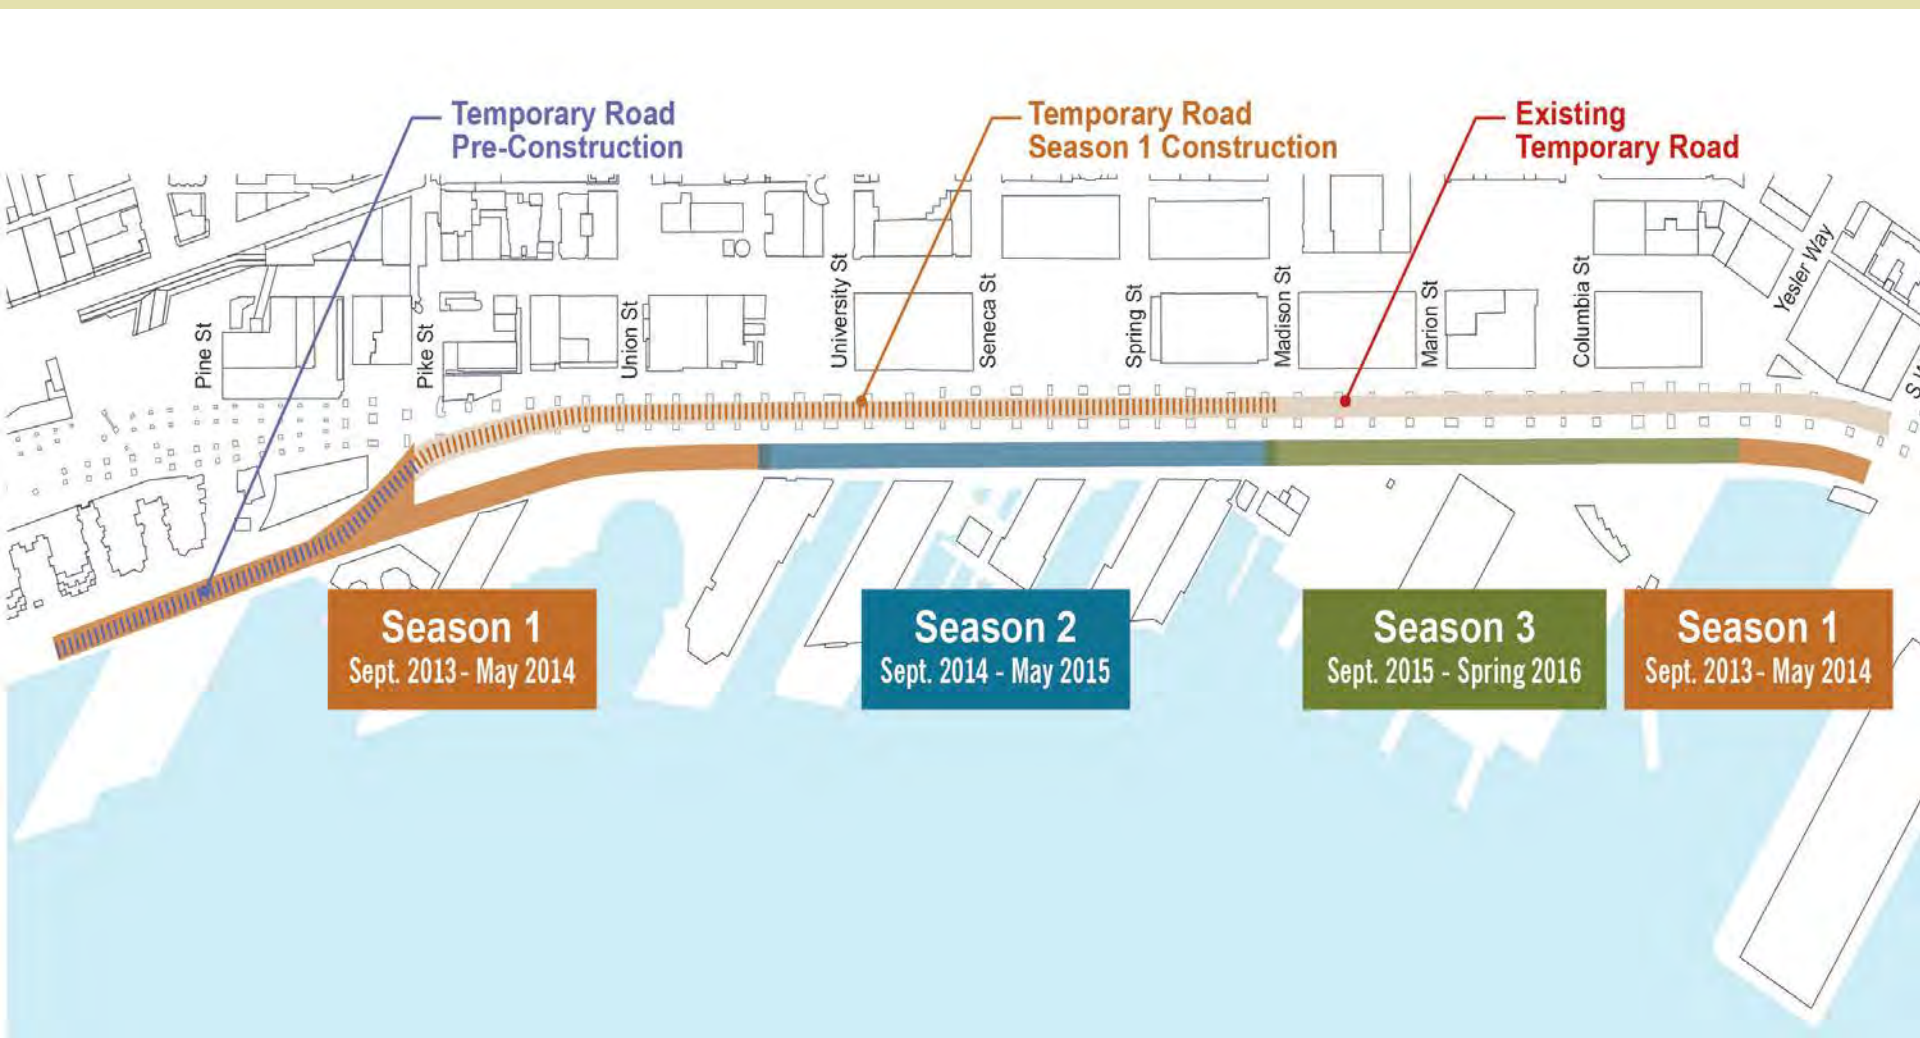 Temporary Road
Pre-Construction
Temporary Road
Season 1 Construction
Existing
Temporary Road
Pine St
Pike St
Union St
University St
Seneca St
Spring St
Madison St
Marion St
Columbia St
Yesler Way
Season 1
Sept. 2013 - May 2014
Season 2
Sept. 2014 - May 2015
Season 3
Sept. 2015 - Spring 2016
Season 1
Sept. 2013 - May 2014